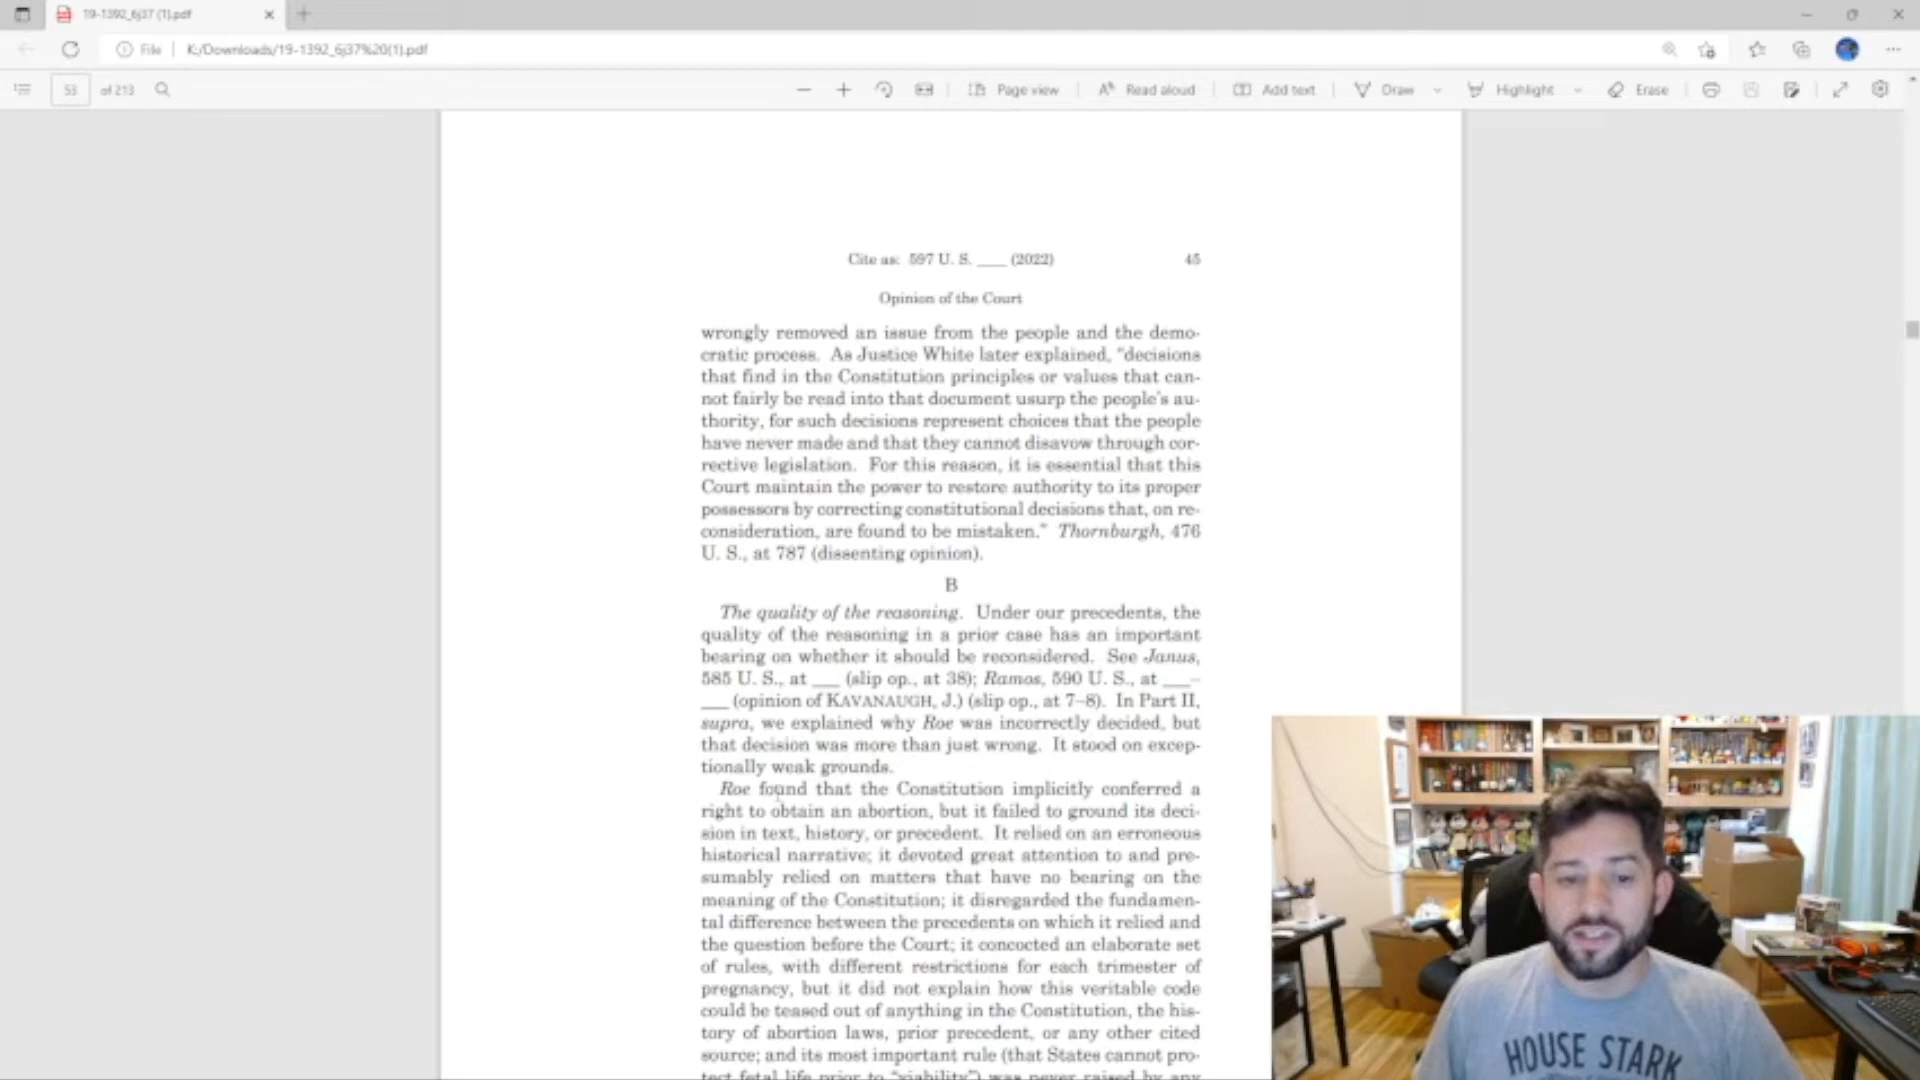 19-1392_6j37 (1).pdf
File
K:/Downloads/19-1392_6j37%20(1).pdf
53 of 213
Page view
Read aloud
Add text
Draw
Highlight
Erase
Cite as: 597 U. S. ___ (2022) 45
Opinion of the Court
wrongly removed an issue from the people and the demo-
cratic process. As Justice White later explained, “decisions
that find in the Constitution principles or values that can-
not fairly be read into that document usurp the people’s au-
thority, for such decisions represent choices that the people
have never made and that they cannot disavow through cor-
rective legislation. For this reason, it is essential that this
Court maintain the power to restore authority to its proper
possessors by correcting constitutional decisions that, on re-
consideration, are found to be mistaken.” Thornburgh, 476
U. S., at 787 (dissenting opinion).
B
The quality of the reasoning. Under our precedents, the
quality of the reasoning in a prior case has an important
bearing on whether it should be reconsidered. See Janus,
585 U. S., at ___ (slip op., at 38); Ramos, 590 U. S., at ___–
___ (opinion of KAVANAUGH, J.) (slip op., at 7–8). In Part II,
supra, we explained why Roe was incorrectly decided, but
that decision was more than just wrong. It stood on excep-
tionally weak grounds.
Roe found that the Constitution implicitly conferred a
right to obtain an abortion, but it failed to ground its deci-
sion in text, history, or precedent. It relied on an erroneous
historical narrative; it devoted great attention to and pre-
sumably relied on matters that have no bearing on the
meaning of the Constitution; it disregarded the fundamen-
tal difference between the precedents on which it relied and
the question before the Court; it concocted an elaborate set
of rules, with different restrictions for each trimester of
pregnancy, but it did not explain how this veritable code
could be teased out of anything in the Constitution, the his-
tory of abortion laws, prior precedent, or any other cited
source; and its most important rule (that States cannot pro-
tect fetal life prior to “viability”) was never raised by any
HOUSE STARK